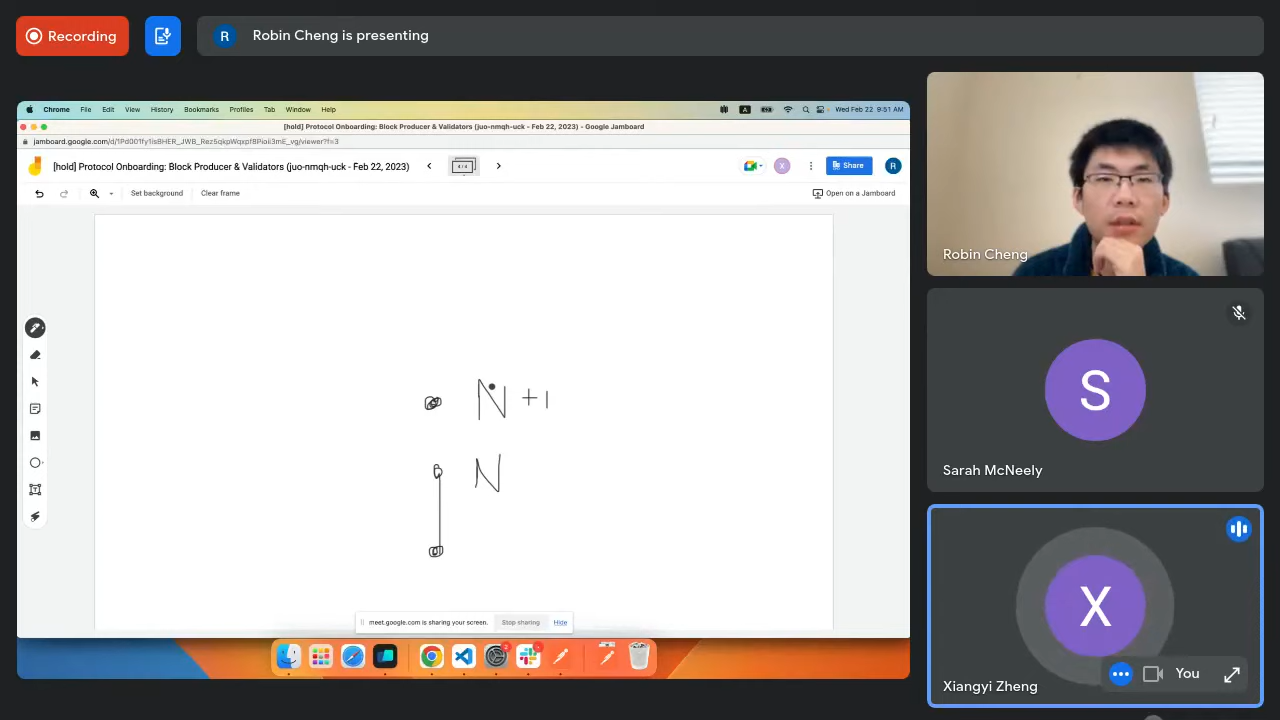 Recording
R
Robin Cheng is presenting
Chrome File Edit View History Bookmarks Profiles Tab Window Help
A
Wed Feb 22 9:51 AM
[hold] Protocol Onboarding: Block Producer & Validators (juo-nmqh-uck - Feb 22, 2023) - Google Jamboard
[hold] Protocol Onboarding: Block Producer & Validators (juo-nmqh-uck - Feb 22, 2023)
4 / 4
X
Share
R
Set background
Clear frame
Open on a Jamboard
N +1
N
meet.google.com is sharing your screen.
Stop sharing
Hide
Robin Cheng
S
Sarah McNeely
X
Xiangyi Zheng
You